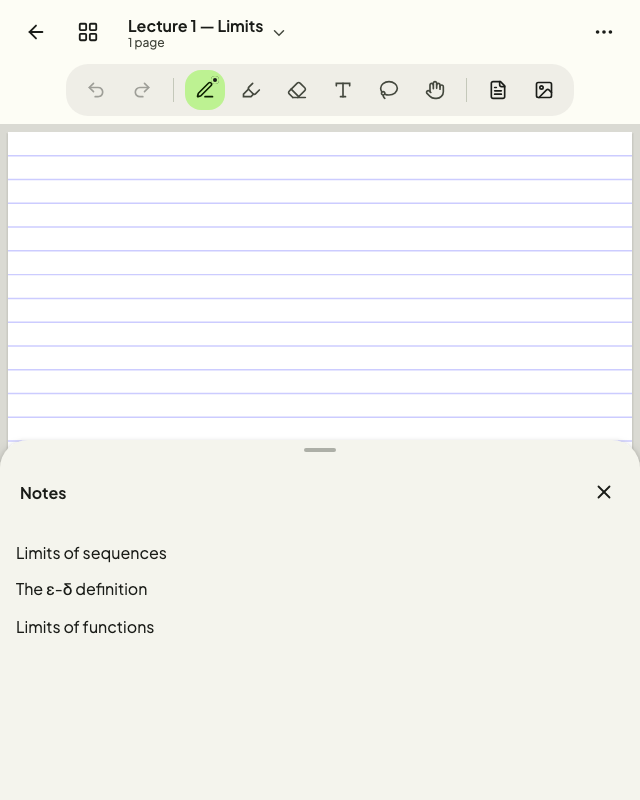 Lecture 1 — Limits
1 page
Notes
Limits of sequences
The ε-δ definition
Limits of functions